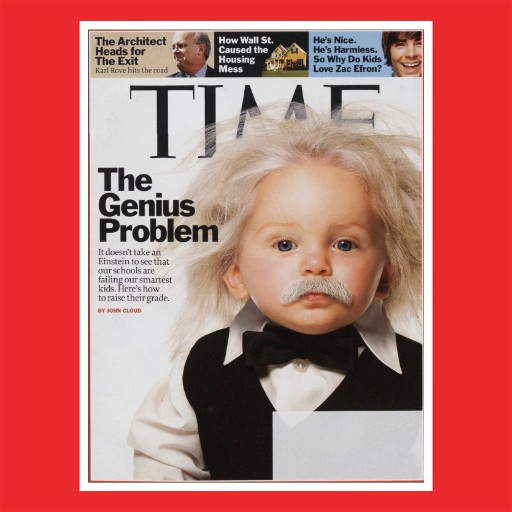 The Architect
Heads for
The Exit
Karl Rove hits the road
How Wall St.
Caused the
Housing
Mess
He's Nice.
He's Harmless.
So Why Do Kids
Love Zac Efron?
TIME
The
Genius
Problem
It doesn't take an
Einstein to see that
our schools are
failing our smartest
kids. Here's how
to raise their grade.
BY JOHN CLOUD